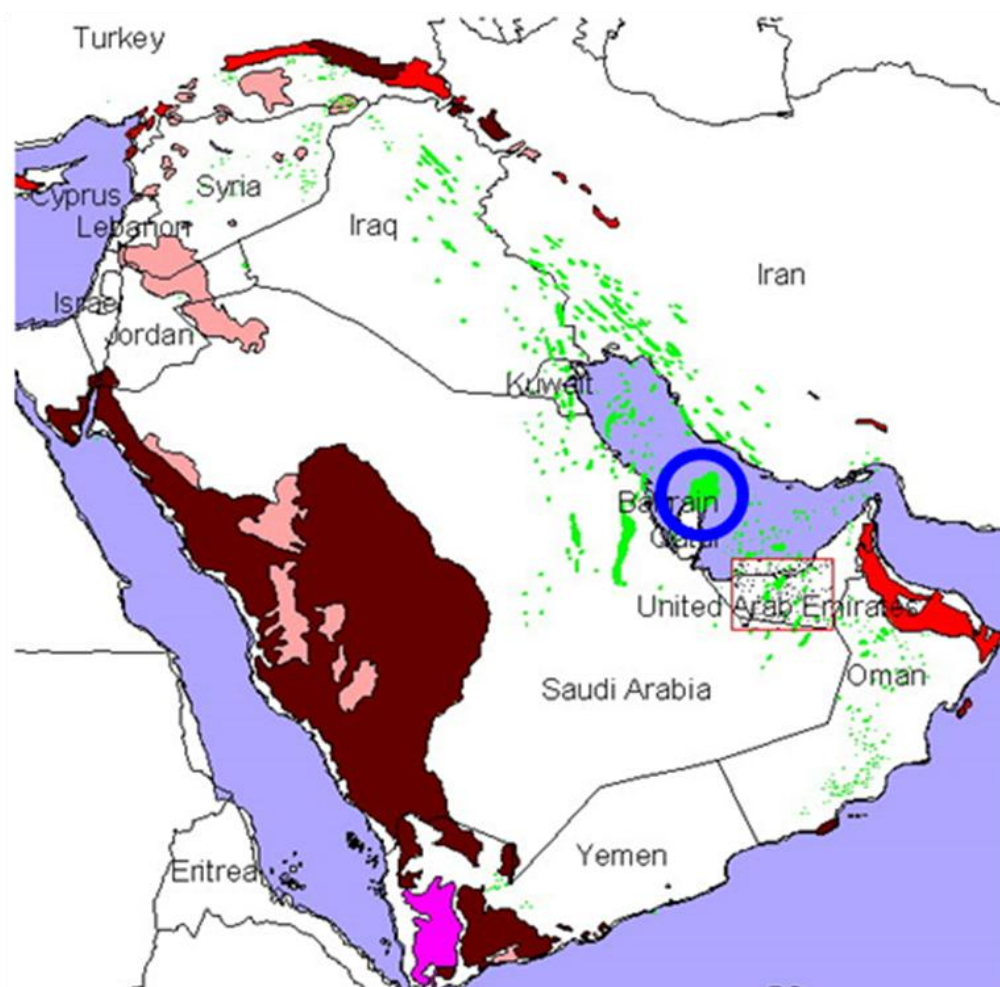 Turkey
Cyprus
Syria
Lebanon
Iraq
Iran
Israel
Jordan
Kuwait
Bahrain
Qatar
United Arab Emirates
Saudi Arabia
Oman
Yemen
Eritrea